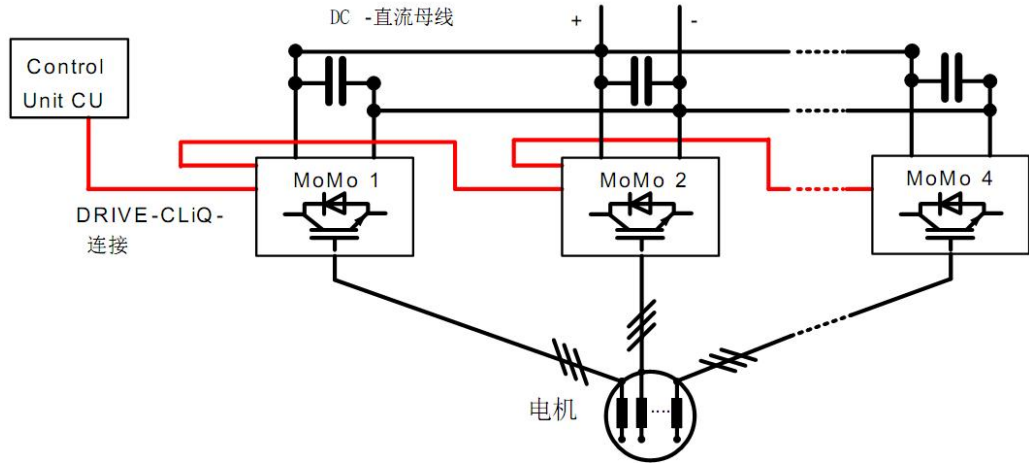 DC -直流母线
+ -
Control
Unit CU
MoMo 1
MoMo 2
MoMo 4
DRIVE-CLiQ-
连接
电机